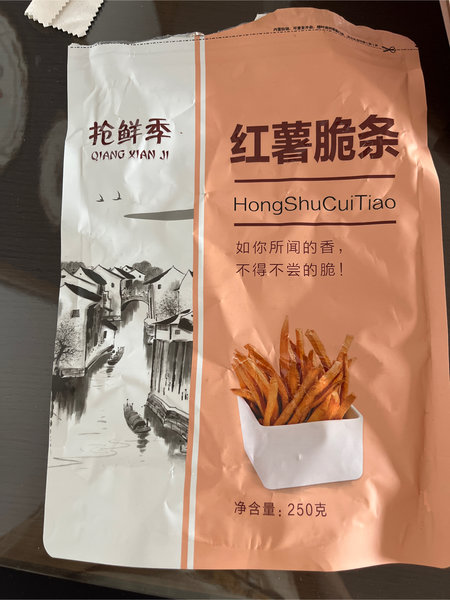 抢鲜季
QIANG XIAN JI
红薯脆条
HongShuCuiTiao
如你所闻的香，
不得不尝的脆！
净含量：250克